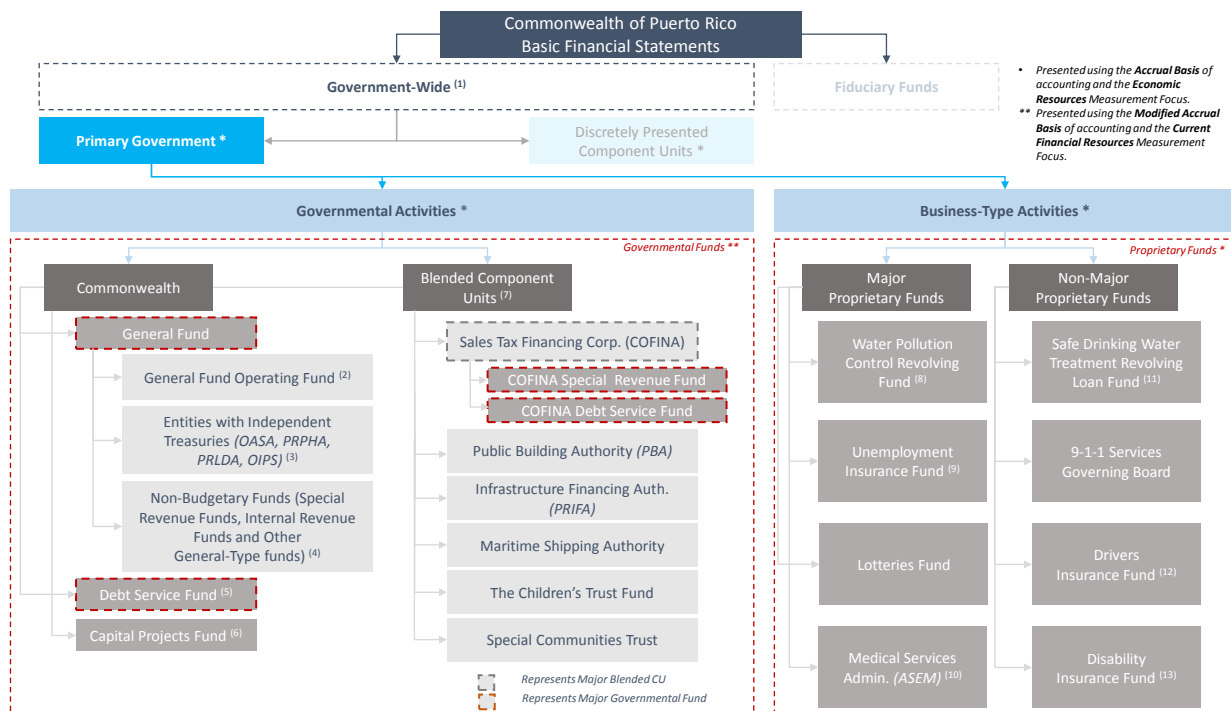 Commonwealth of Puerto Rico
Basic Financial Statements
Government-Wide (1)
Fiduciary Funds
• Presented using the Accrual Basis of
accounting and the Economic
Resources Measurement Focus.
** Presented using the Modified Accrual
Basis of accounting and the Current
Financial Resources Measurement
Focus.
Primary Government *
Discretely Presented
Component Units *
Governmental Activities *
Business-Type Activities *
Governmental Funds **
Commonwealth
General Fund
General Fund Operating Fund (2)
Entities with Independent
Treasuries (OASA, PRPHA,
PRLDA, OIPS) (3)
Non-Budgetary Funds (Special
Revenue Funds, Internal Revenue
Funds and Other
General-Type funds) (4)
Debt Service Fund (5)
Capital Projects Fund (6)
Blended Component
Units (7)
Sales Tax Financing Corp. (COFINA)
COFINA Special Revenue Fund
COFINA Debt Service Fund
Public Building Authority (PBA)
Infrastructure Financing Auth.
(PRIFA)
Maritime Shipping Authority
The Children's Trust Fund
Special Communities Trust
Represents Major Blended CU
Represents Major Governmental Fund
Proprietary Funds *
Major
Proprietary Funds
Water Pollution
Control Revolving
Fund (8)
Unemployment
Insurance Fund (9)
Lotteries Fund
Medical Services
Admin. (ASEM) (10)
Non-Major
Proprietary Funds
Safe Drinking Water
Treatment Revolving
Loan Fund (11)
9-1-1 Services
Governing Board
Drivers
Insurance Fund (12)
Disability
Insurance Fund (13)